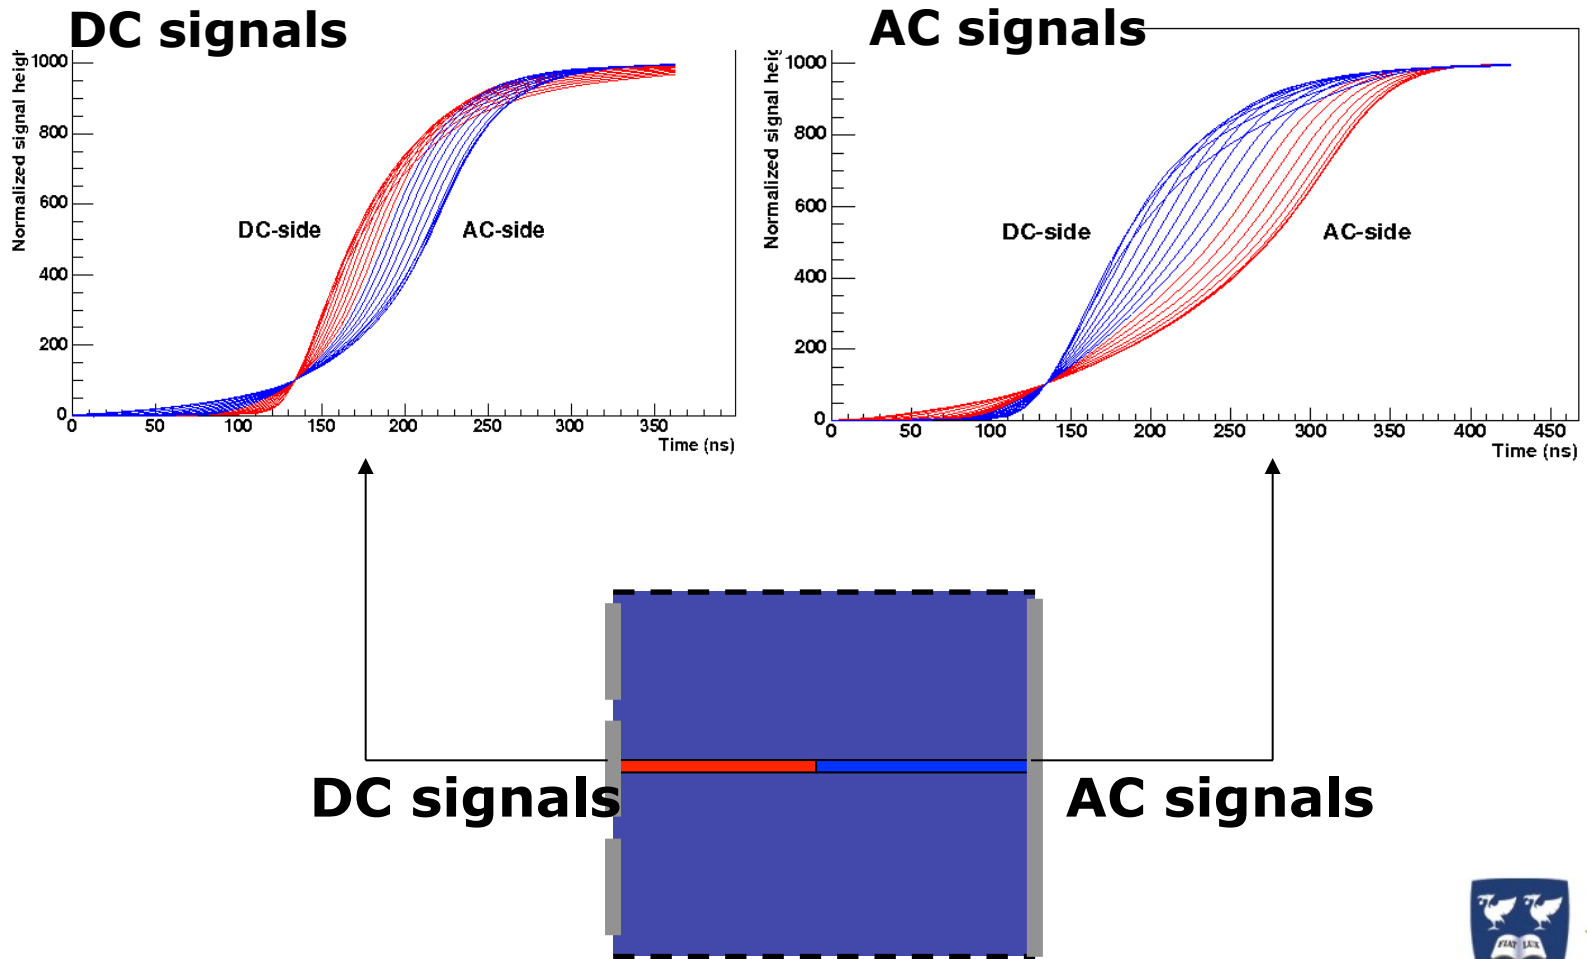 DC signals
Normalized signal heigh
1000
800
600
400
200
0
DC-side
AC-side
0 50 100 150 200 250 300 350
Time (ns)
AC signals
Normalized signal heig
1000
800
600
400
200
0
DC-side
AC-side
0 50 100 150 200 250 300 350 400 450
Time (ns)
DC signals
AC signals
FIAT LUX